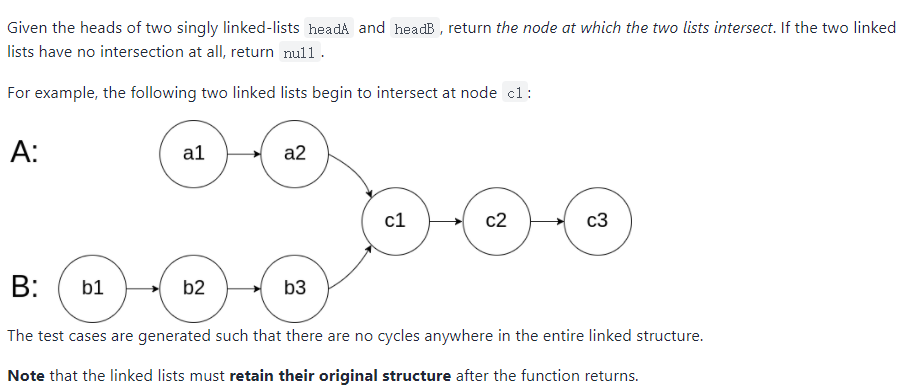 Given the heads of two singly linked-lists headA and headB , return the node at which the two lists intersect. If the two linked
lists have no intersection at all, return null .
For example, the following two linked lists begin to intersect at node c1 :
A: a1 a2
c1 c2 c3
B: b1 b2 b3
The test cases are generated such that there are no cycles anywhere in the entire linked structure.
Note that the linked lists must retain their original structure after the function returns.